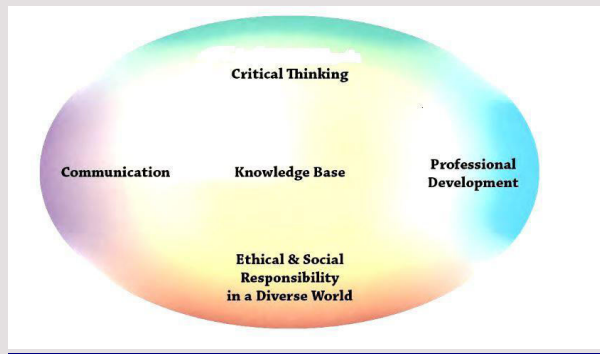 Critical Thinking
Communication
Knowledge Base
Professional
Development
Ethical & Social
Responsibility
in a Diverse World